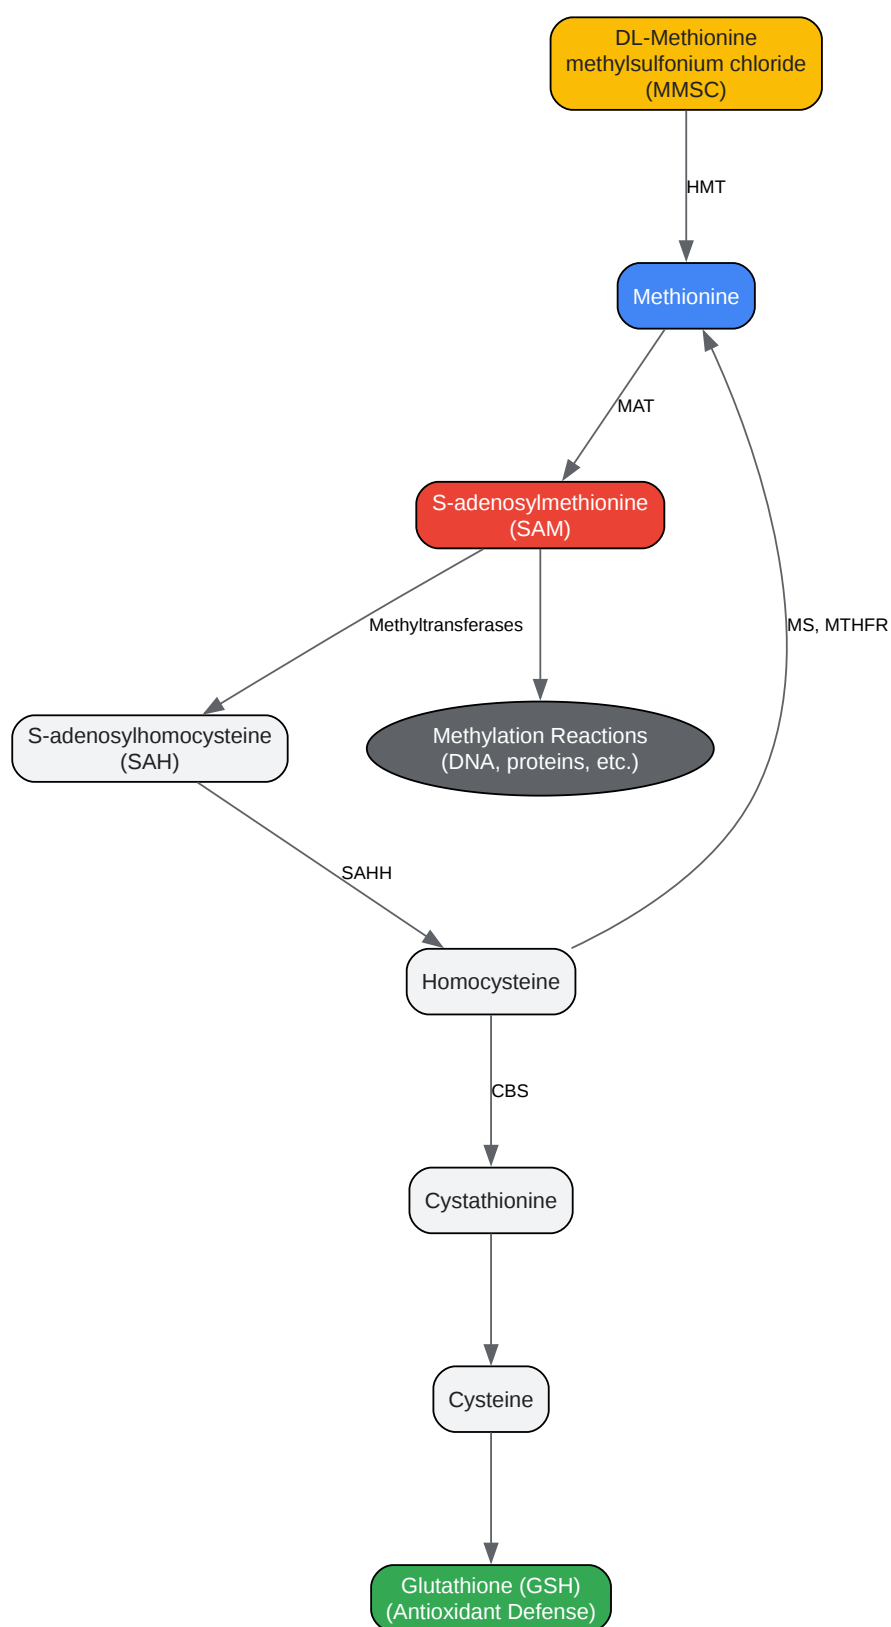 DL-Methionine
methylsulfonium chloride
(MMSC)
HMT
Methionine
MAT
S-adenosylmethionine
(SAM)
Methyltransferases
MS, MTHFR
S-adenosylhomocysteine
(SAH)
Methylation Reactions
(DNA, proteins, etc.)
SAHH
Homocysteine
CBS
Cystathionine
Cysteine
Glutathione (GSH)
(Antioxidant Defense)